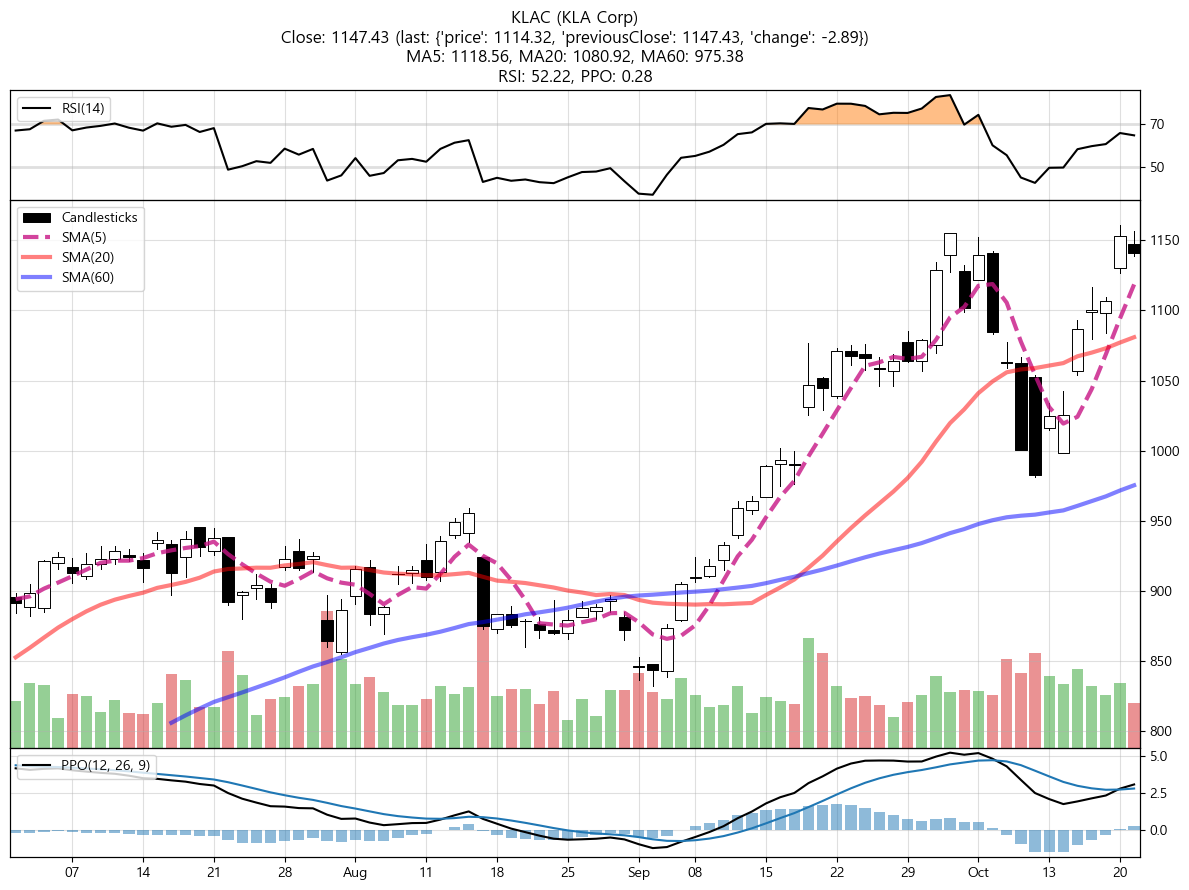 KLAC (KLA Corp)
Close: 1147.43 (last: {'price': 1114.32, 'previousClose': 1147.43, 'change': -2.89})
MA5: 1118.56, MA20: 1080.92, MA60: 975.38
RSI: 52.22, PPO: 0.28
RSI(14)
70
50
Candlesticks
SMA(5)
SMA(20)
SMA(60)
1150
1100
1050
1000
950
900
850
800
PPO(12, 26, 9)
5.0
2.5
0.0
07 14 21 28 Aug 11 18 25 Sep 08 15 22 29 Oct 13 20